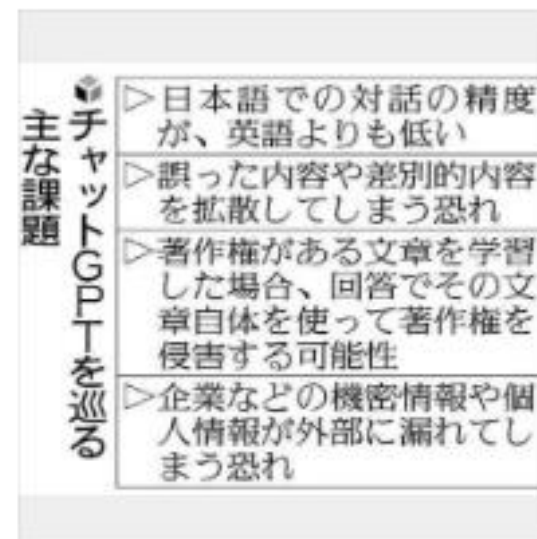 チャットGPTを巡る
主な課題
▷日本語での対話の精度
が、英語よりも低い
▷誤った内容や差別的内容
を拡散してしまう恐れ
▷著作権がある文章を学習
した場合、回答でその文
章自体を使って著作権を
侵害する可能性
▷企業などの機密情報や個
人情報が外部に漏れてし
まう恐れ